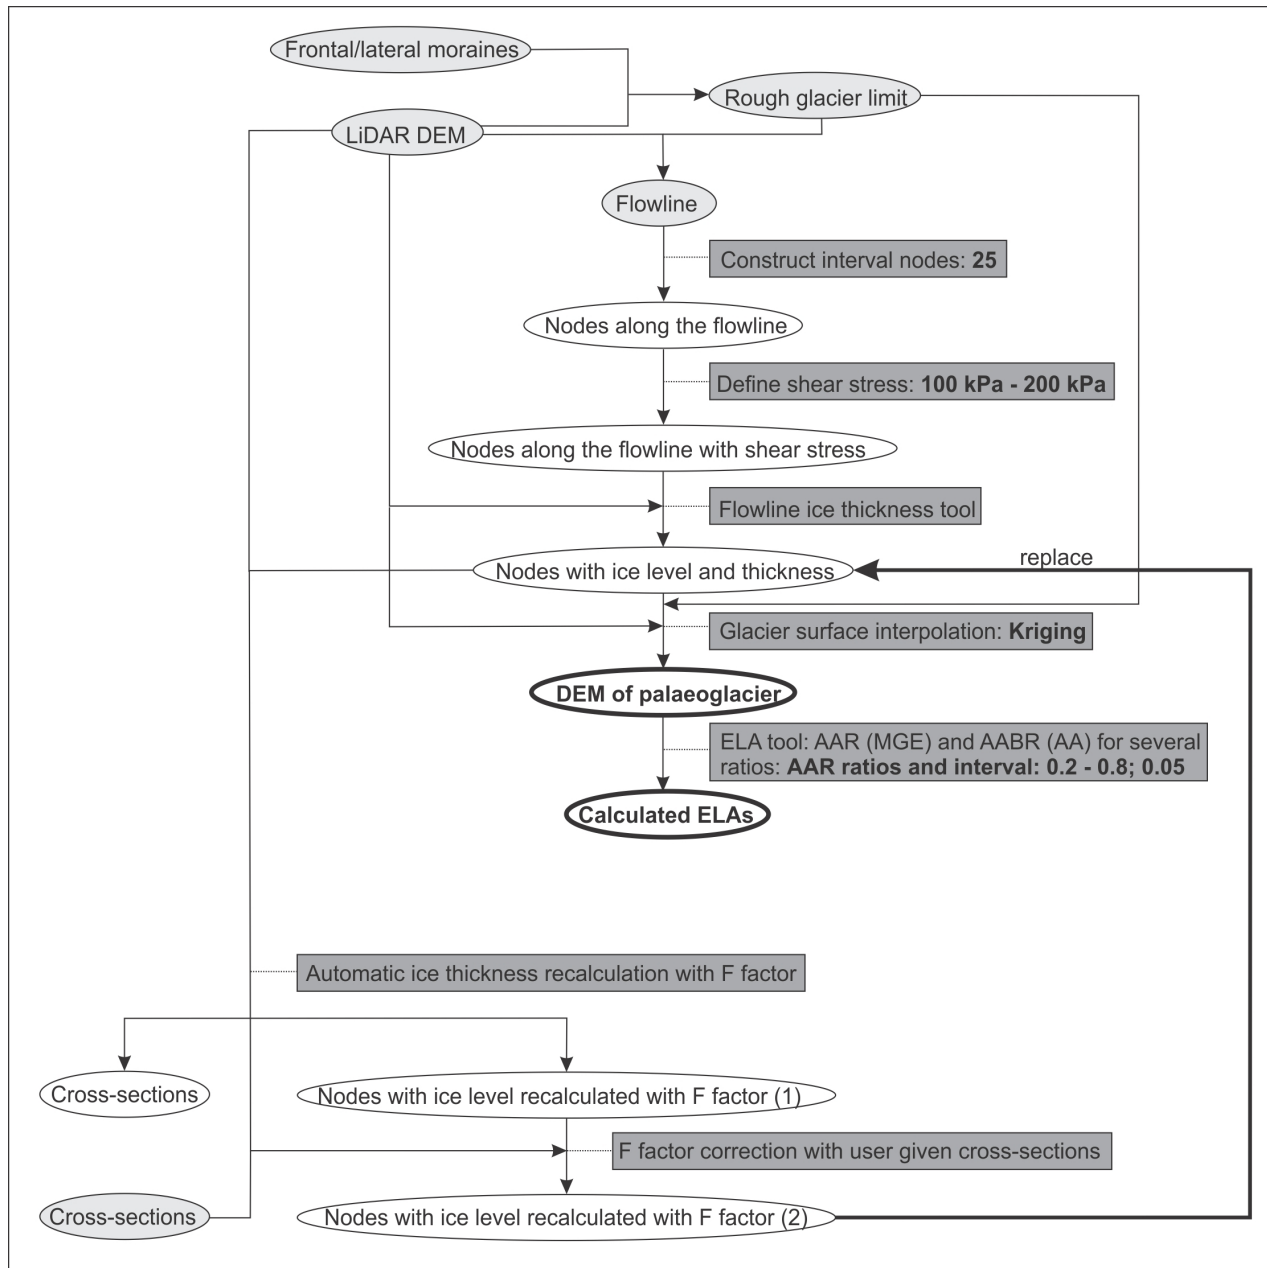 Frontal/lateral moraines
Rough glacier limit
LiDAR DEM
Flowline
Construct interval nodes: 25
Nodes along the flowline
Define shear stress: 100 kPa - 200 kPa
Nodes along the flowline with shear stress
Flowline ice thickness tool
replace
Nodes with ice level and thickness
Glacier surface interpolation: Kriging
DEM of palaeoglacier
ELA tool: AAR (MGE) and AABR (AA) for several
ratios: AAR ratios and interval: 0.2 - 0.8; 0.05
Calculated ELAs
Automatic ice thickness recalculation with F factor
Cross-sections
Nodes with ice level recalculated with F factor (1)
F factor correction with user given cross-sections
Cross-sections
Nodes with ice level recalculated with F factor (2)